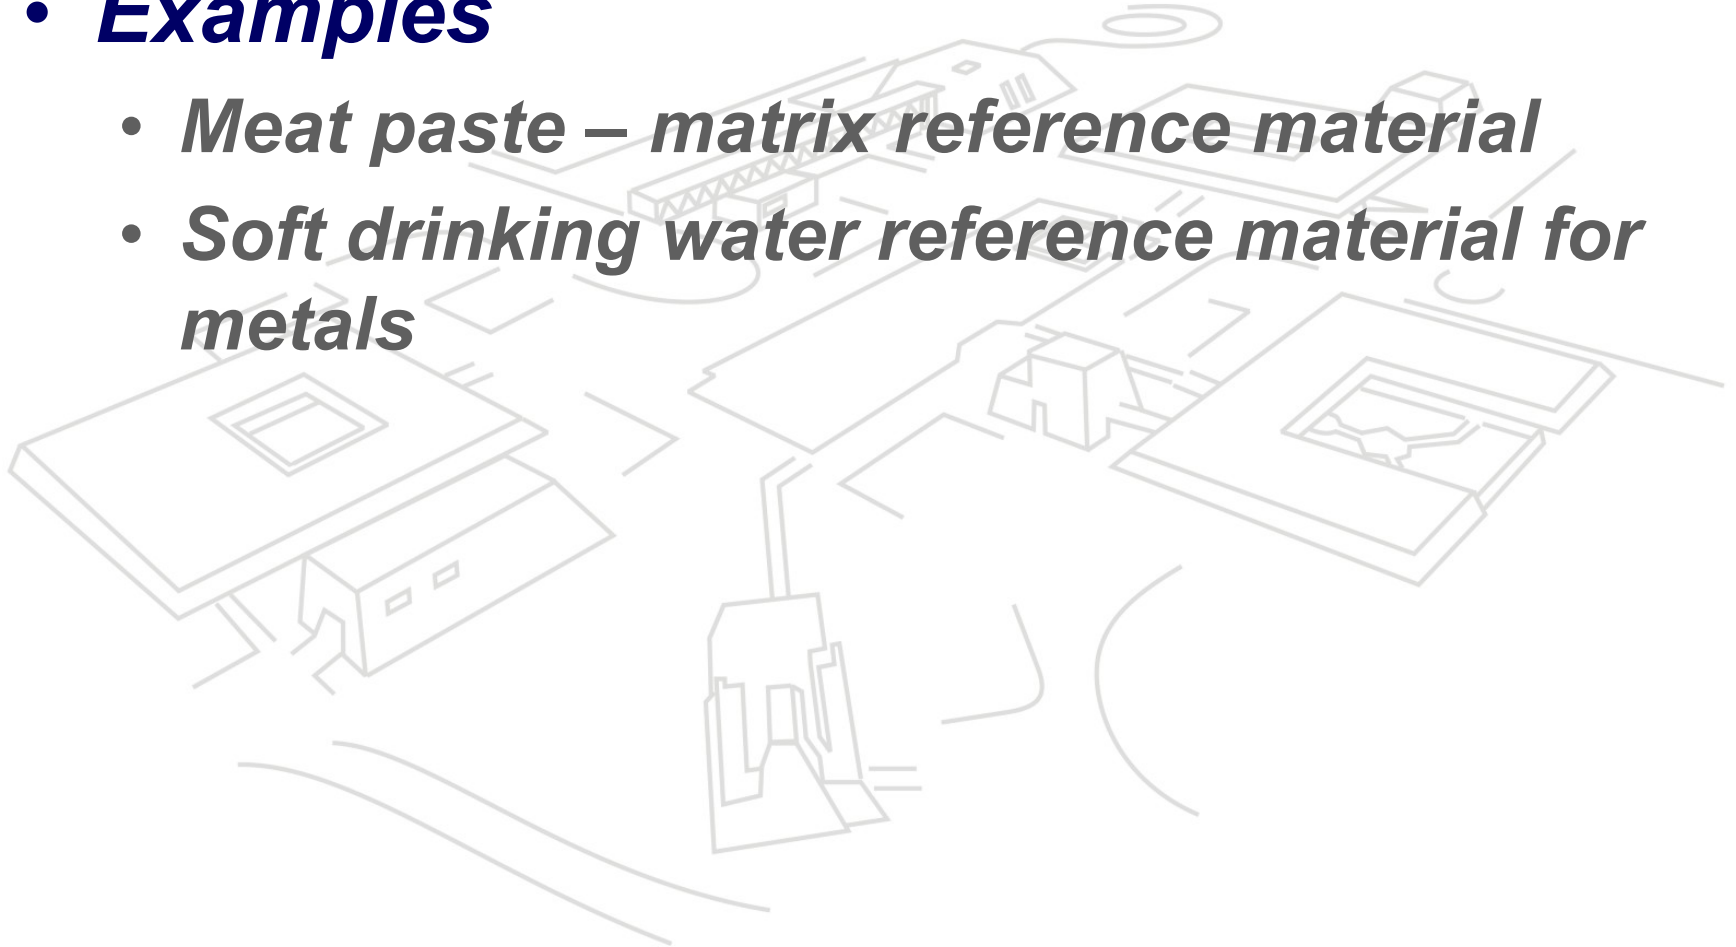 • Examples
• Meat paste – matrix reference material
• Soft drinking water reference material for
metals